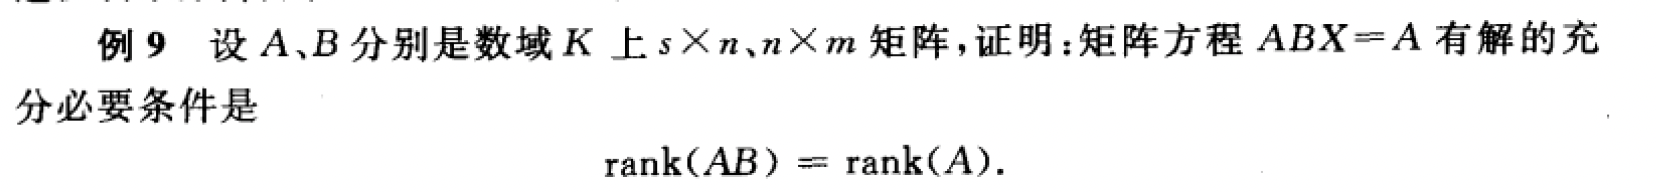 例 9 设 A、B 分别是数域 K 上 s×n、n×m 矩阵,证明:矩阵方程 ABX=A 有解的充
分必要条件是
rank(AB) = rank(A).